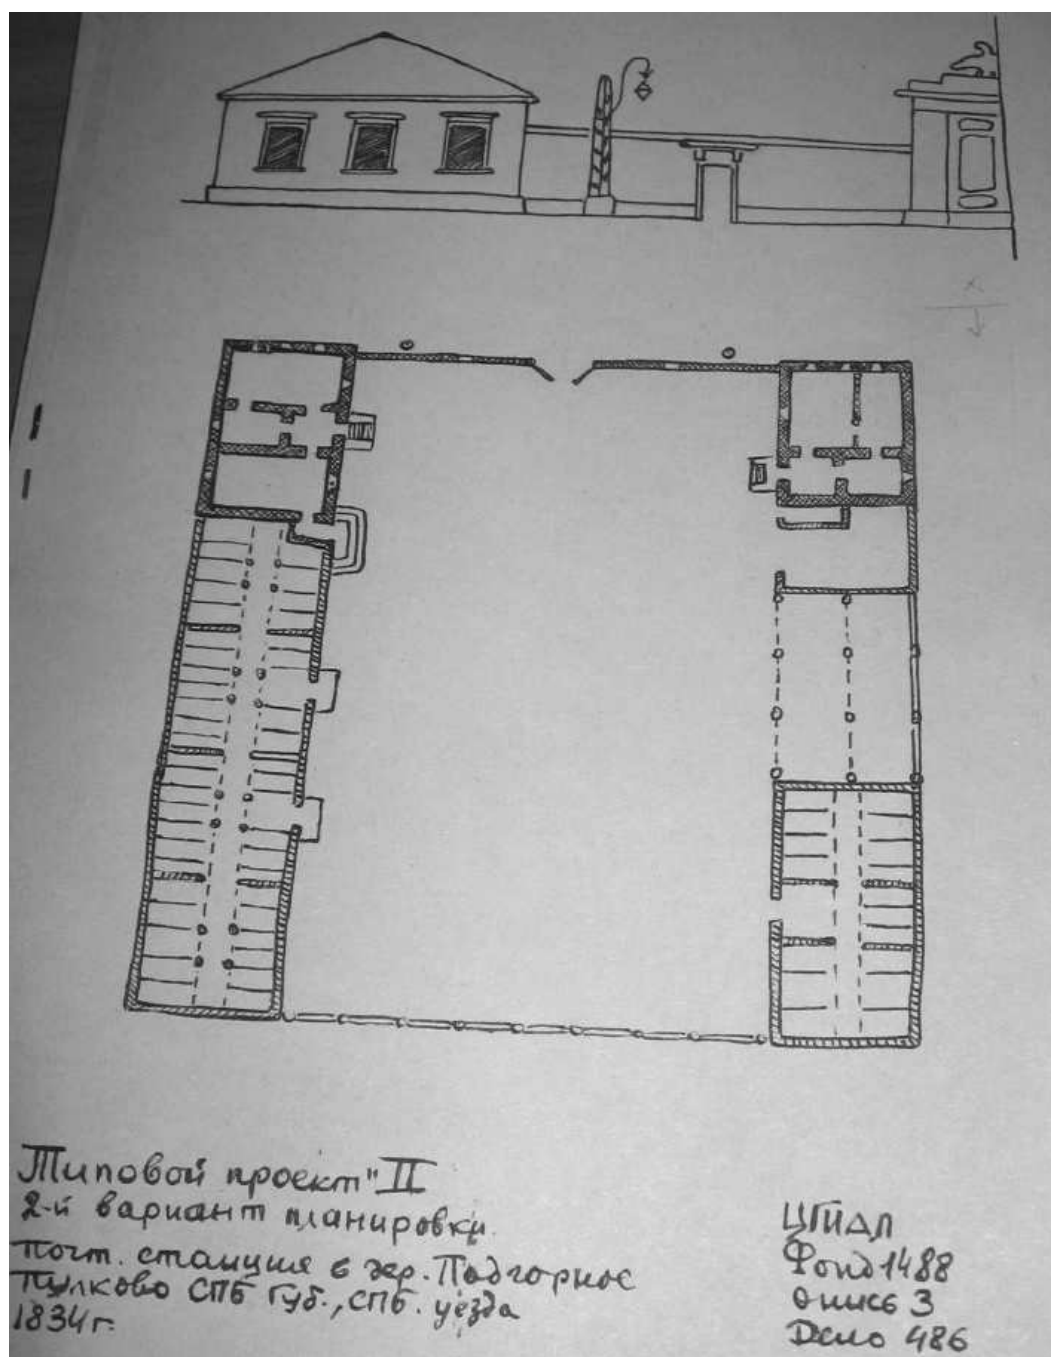 Типовой проект "II
2-й вариант планировки.
Почт. станция в дер. Подгорное
Пулково СПБ Губ., СПб. уезда
1834 г.
ЦГИАЛ
Фонд 1488
Опись 3
Дело 486